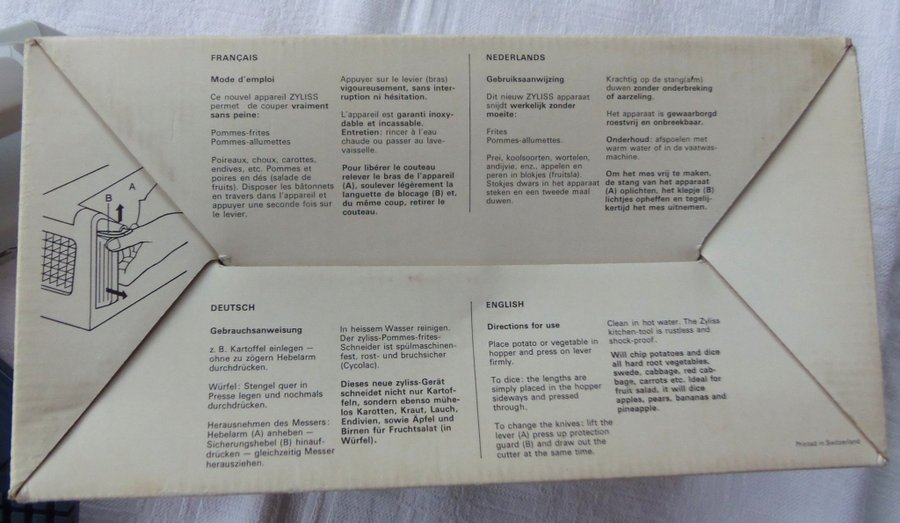 FRANÇAIS
Mode d'emploi
Ce nouvel appareil ZYLISS
permet de couper vraiment
sans peine:
Pommes-frites
Pommes-allumettes
Poireaux, choux, carottes,
endives, etc. Pommes et
poires en dés (salade de
fruits). Disposer les bâtonnets
en travers dans l'appareil et
appuyer une seconde fois sur
le levier.
Appuyer sur le levier (bras)
vigoureusement, sans inter-
ruption ni hésitation.
L'appareil est garanti inoxy-
dable et incassable.
Entretien: rincer à l'eau
chaude ou passer au lave-
vaisselle.
Pour libérer le couteau
relever le bras de l'appareil
(A), soulever légèrement la
languette de blocage (B) et,
du même coup, retirer le
couteau.
NEDERLANDS
Gebruiksaanwijzing
Dit nieuw ZYLISS apparaat
snijdt werkelijk zonder
moeite:
Frites
Pommes-allumettes.
Prei, koolsoorten, wortelen,
andijvie, enz., appelen en
peren in blokjes (fruitsla).
Stokjes dwars in het apparaat
steken en een tweede maal
duwen.
Krachtig op de stang(afm)
duwen zonder onderbreking
of aarzeling.
Het apparaat is gewaarborgd
roestvrij en onbreekbaar.
Onderhoud: afspoelen met
warm water of in de vaatwas-
machine.
Om het mes vrij te maken,
de stang van het apparaat
(A) oplichten, het klepje (B)
lichtjes opheffen en tegelij-
kertijd het mes uitnemen.
A
B
DEUTSCH
Gebrauchsanweisung
z. B. Kartoffel einlegen —
ohne zu zögern Hebelarm
durchdrücken.
Würfel: Stengel quer in
Presse legen und nochmals
durchdrücken.
Herausnehmen des Messers:
Hebelarm (A) anheben —
Sicherungshebel (B) hinauf-
drücken — gleichzeitig Messer
herausziehen.
In heissem Wasser reinigen.
Der zyliss-Pommes-frites-
Schneider ist spülmaschinen-
fest, rost- und bruchsicher
(Cycolac).
Dieses neue zyliss-Gerät
schneidet nicht nur Kartof-
feln, sondern ebenso mühe-
los Karotten, Kraut, Lauch,
Endivien, sowie Äpfel und
Birnen für Fruchtsalat (in
Würfel).
ENGLISH
Directions for use
Place potato or vegetable in
hopper and press on lever
firmly.
To dice: the lengths are
simply placed in the hopper
sideways and pressed
through.
To change the knives: lift the
lever (A) press up protection
guard (B) and draw out the
cutter at the same time.
Clean in hot water. The Zyliss
kitchen-tool is rustless and
shock-proof.
Will chip potatoes and dice
all hard root vegetables,
swede, cabbage, red cab-
bage, carrots etc. Ideal for
fruit salad, it will dice
apples, pears, bananas and
pineapple.
Printed in Switzerland